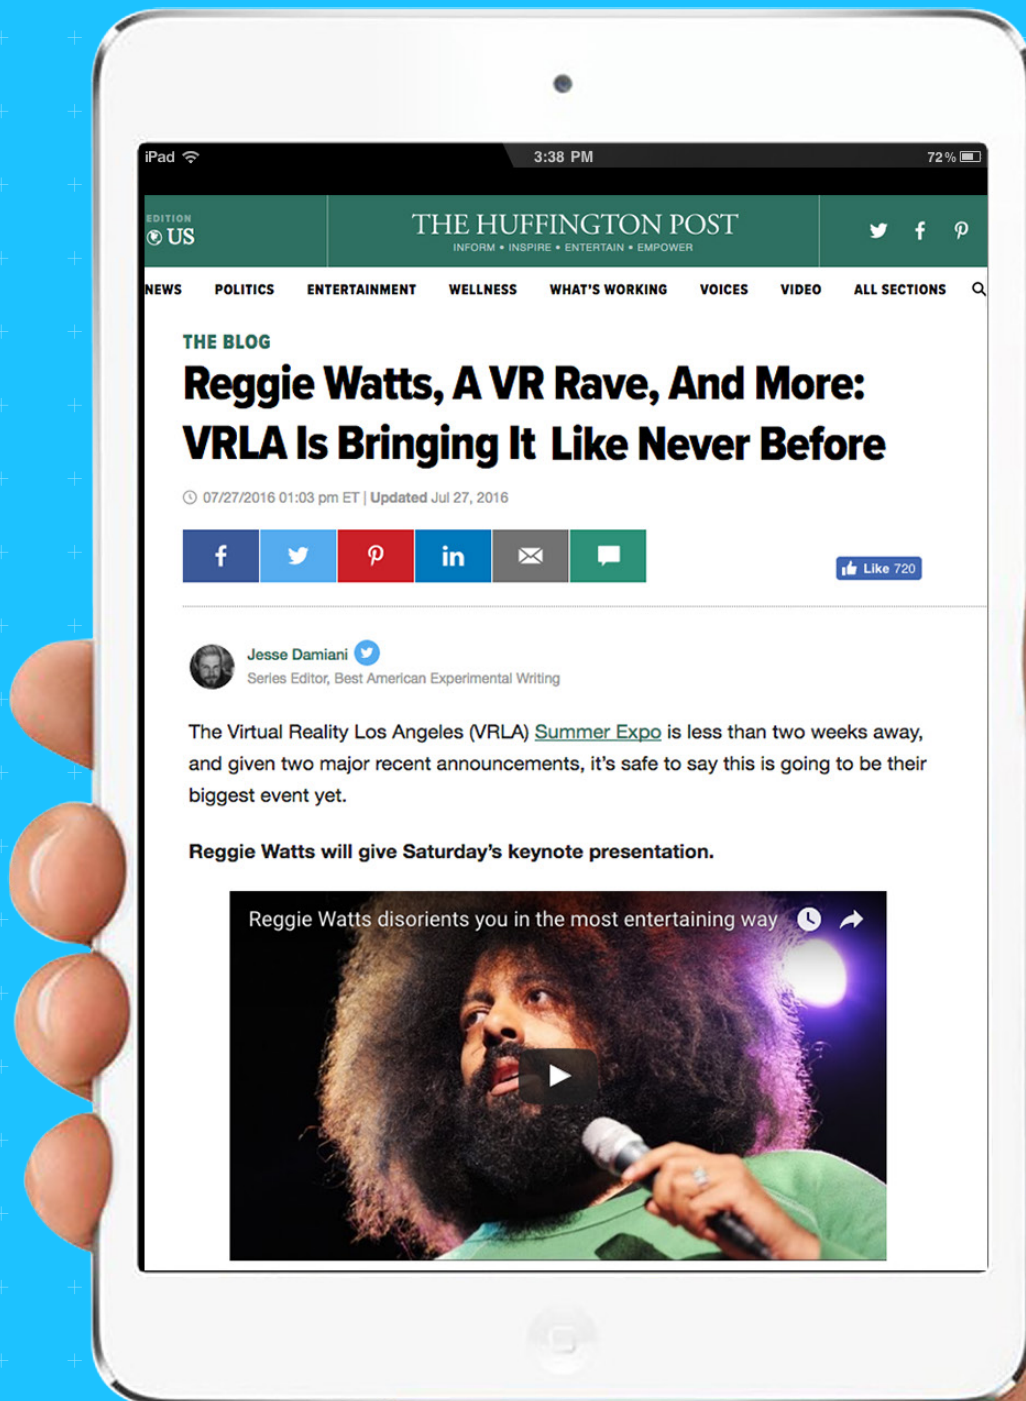 iPad 3:38 PM 72%
EDITION
US
THE HUFFINGTON POST
INFORM • INSPIRE • ENTERTAIN • EMPOWER
NEWS POLITICS ENTERTAINMENT WELLNESS WHAT'S WORKING VOICES VIDEO ALL SECTIONS
THE BLOG
Reggie Watts, A VR Rave, And More:
VRLA Is Bringing It Like Never Before
07/27/2016 01:03 pm ET | Updated Jul 27, 2016
Like 720
Jesse Damiani
Series Editor, Best American Experimental Writing
The Virtual Reality Los Angeles (VRLA) Summer Expo is less than two weeks away,
and given two major recent announcements, it's safe to say this is going to be their
biggest event yet.
Reggie Watts will give Saturday's keynote presentation.
Reggie Watts disorients you in the most entertaining way